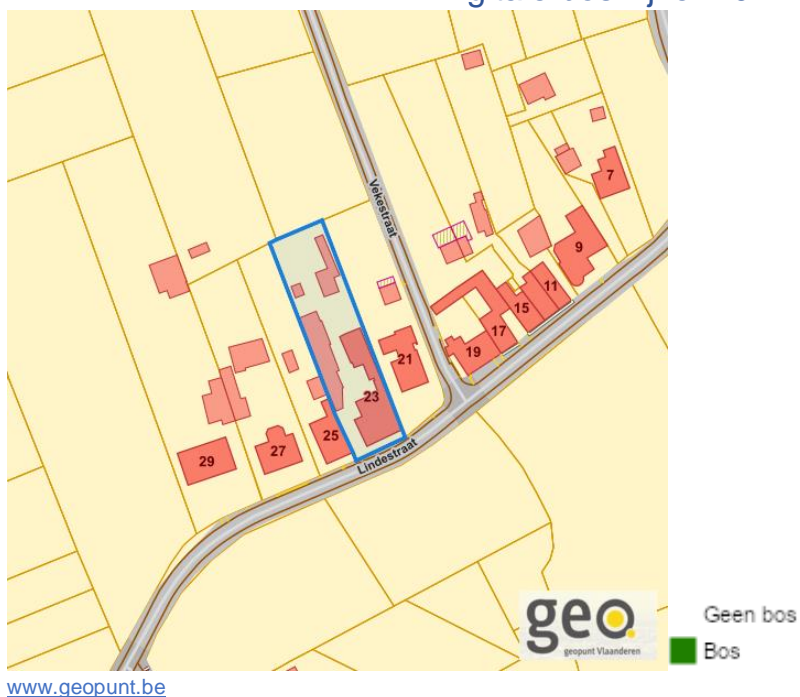 Vekestraat
7
9
11
15
17
19
21
23
25
27
29
Lindestraat
geo
geopunt Vlaanderen
Geen bos
Bos
www.geopunt.be